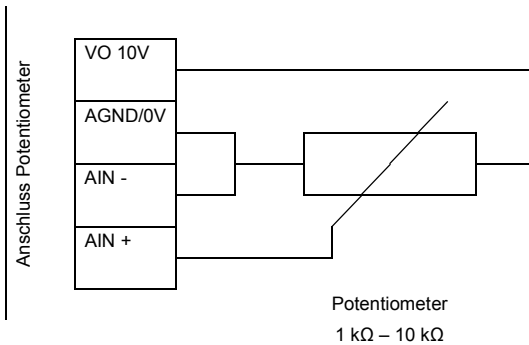 Anschluss Potentiometer
VO 10V
AGND/0V
AIN -
AIN +
Potentiometer
1 kΩ – 10 kΩ